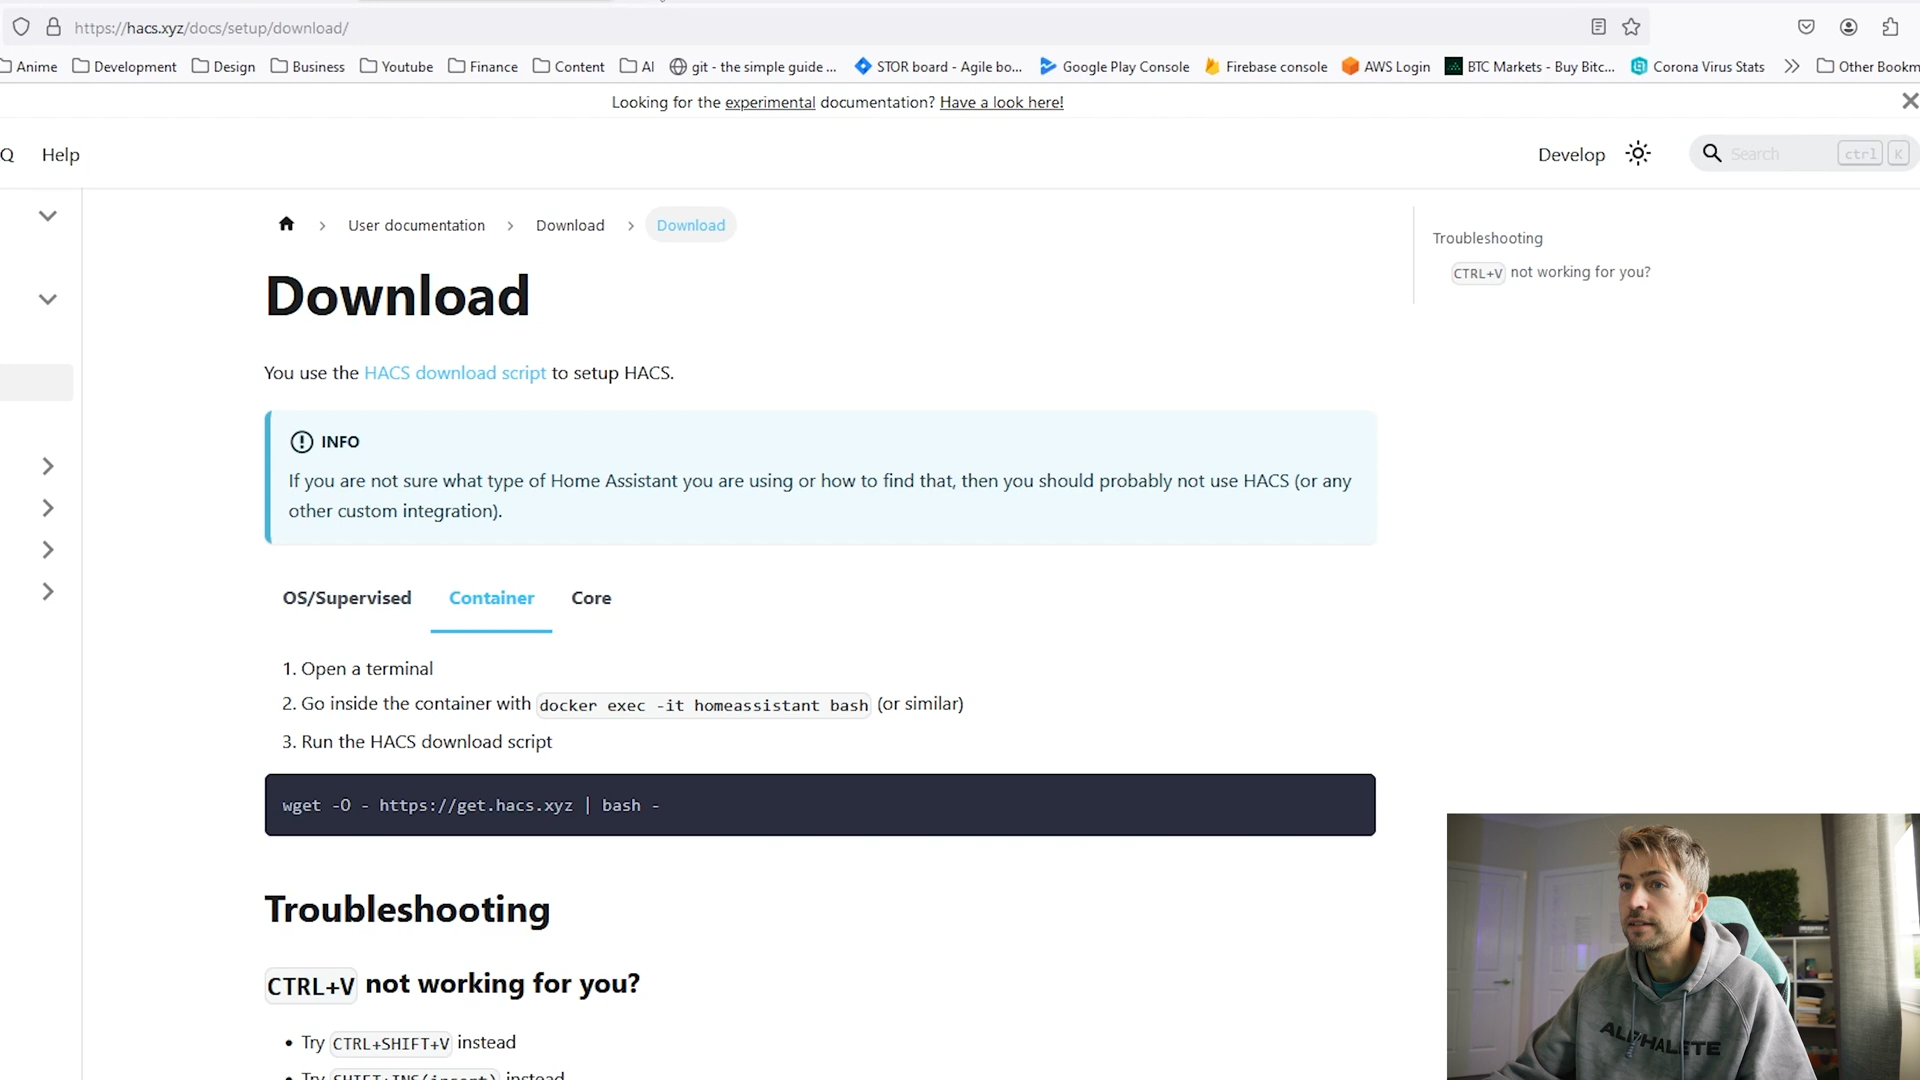 https://hacs.xyz/docs/setup/download/
Anime Development Design Business Youtube Finance Content AI git - the simple guide ... STOR board - Agile bo... Google Play Console Firebase console AWS Login BTC Markets - Buy Bitc... Corona Virus Stats Other Bookm
Looking for the experimental documentation? Have a look here!
Q Help Develop Search ctrl K
User documentation Download Download
Download
You use the HACS download script to setup HACS.
INFO
If you are not sure what type of Home Assistant you are using or how to find that, then you should probably not use HACS (or any
other custom integration).
OS/Supervised Container Core
1. Open a terminal
2. Go inside the container with docker exec -it homeassistant bash (or similar)
3. Run the HACS download script
wget -O - https://get.hacs.xyz | bash -
Troubleshooting
CTRL+V not working for you?
• Try CTRL+SHIFT+V instead
• Try SHIFT+INS(insert) instead
Troubleshooting
CTRL+V not working for you?
ALPHALETE